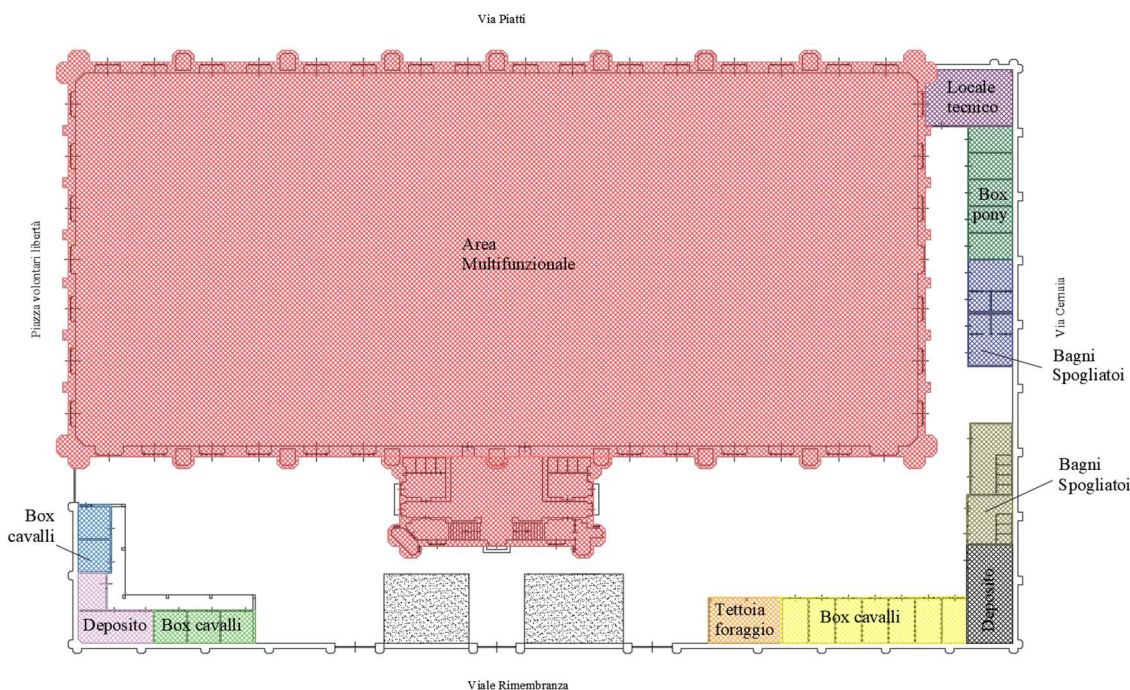 Via Piatti
Locale
tecnico
Box
pony
Area
Multifunzionale
Piazza volontari libertà
Via Cernaia
Bagni
Spogliatoi
Bagni
Spogliatoi
Box
cavalli
Deposito
Box cavalli
Tettoia
foraggio
Box cavalli
Deposito
Viale Rimembranza